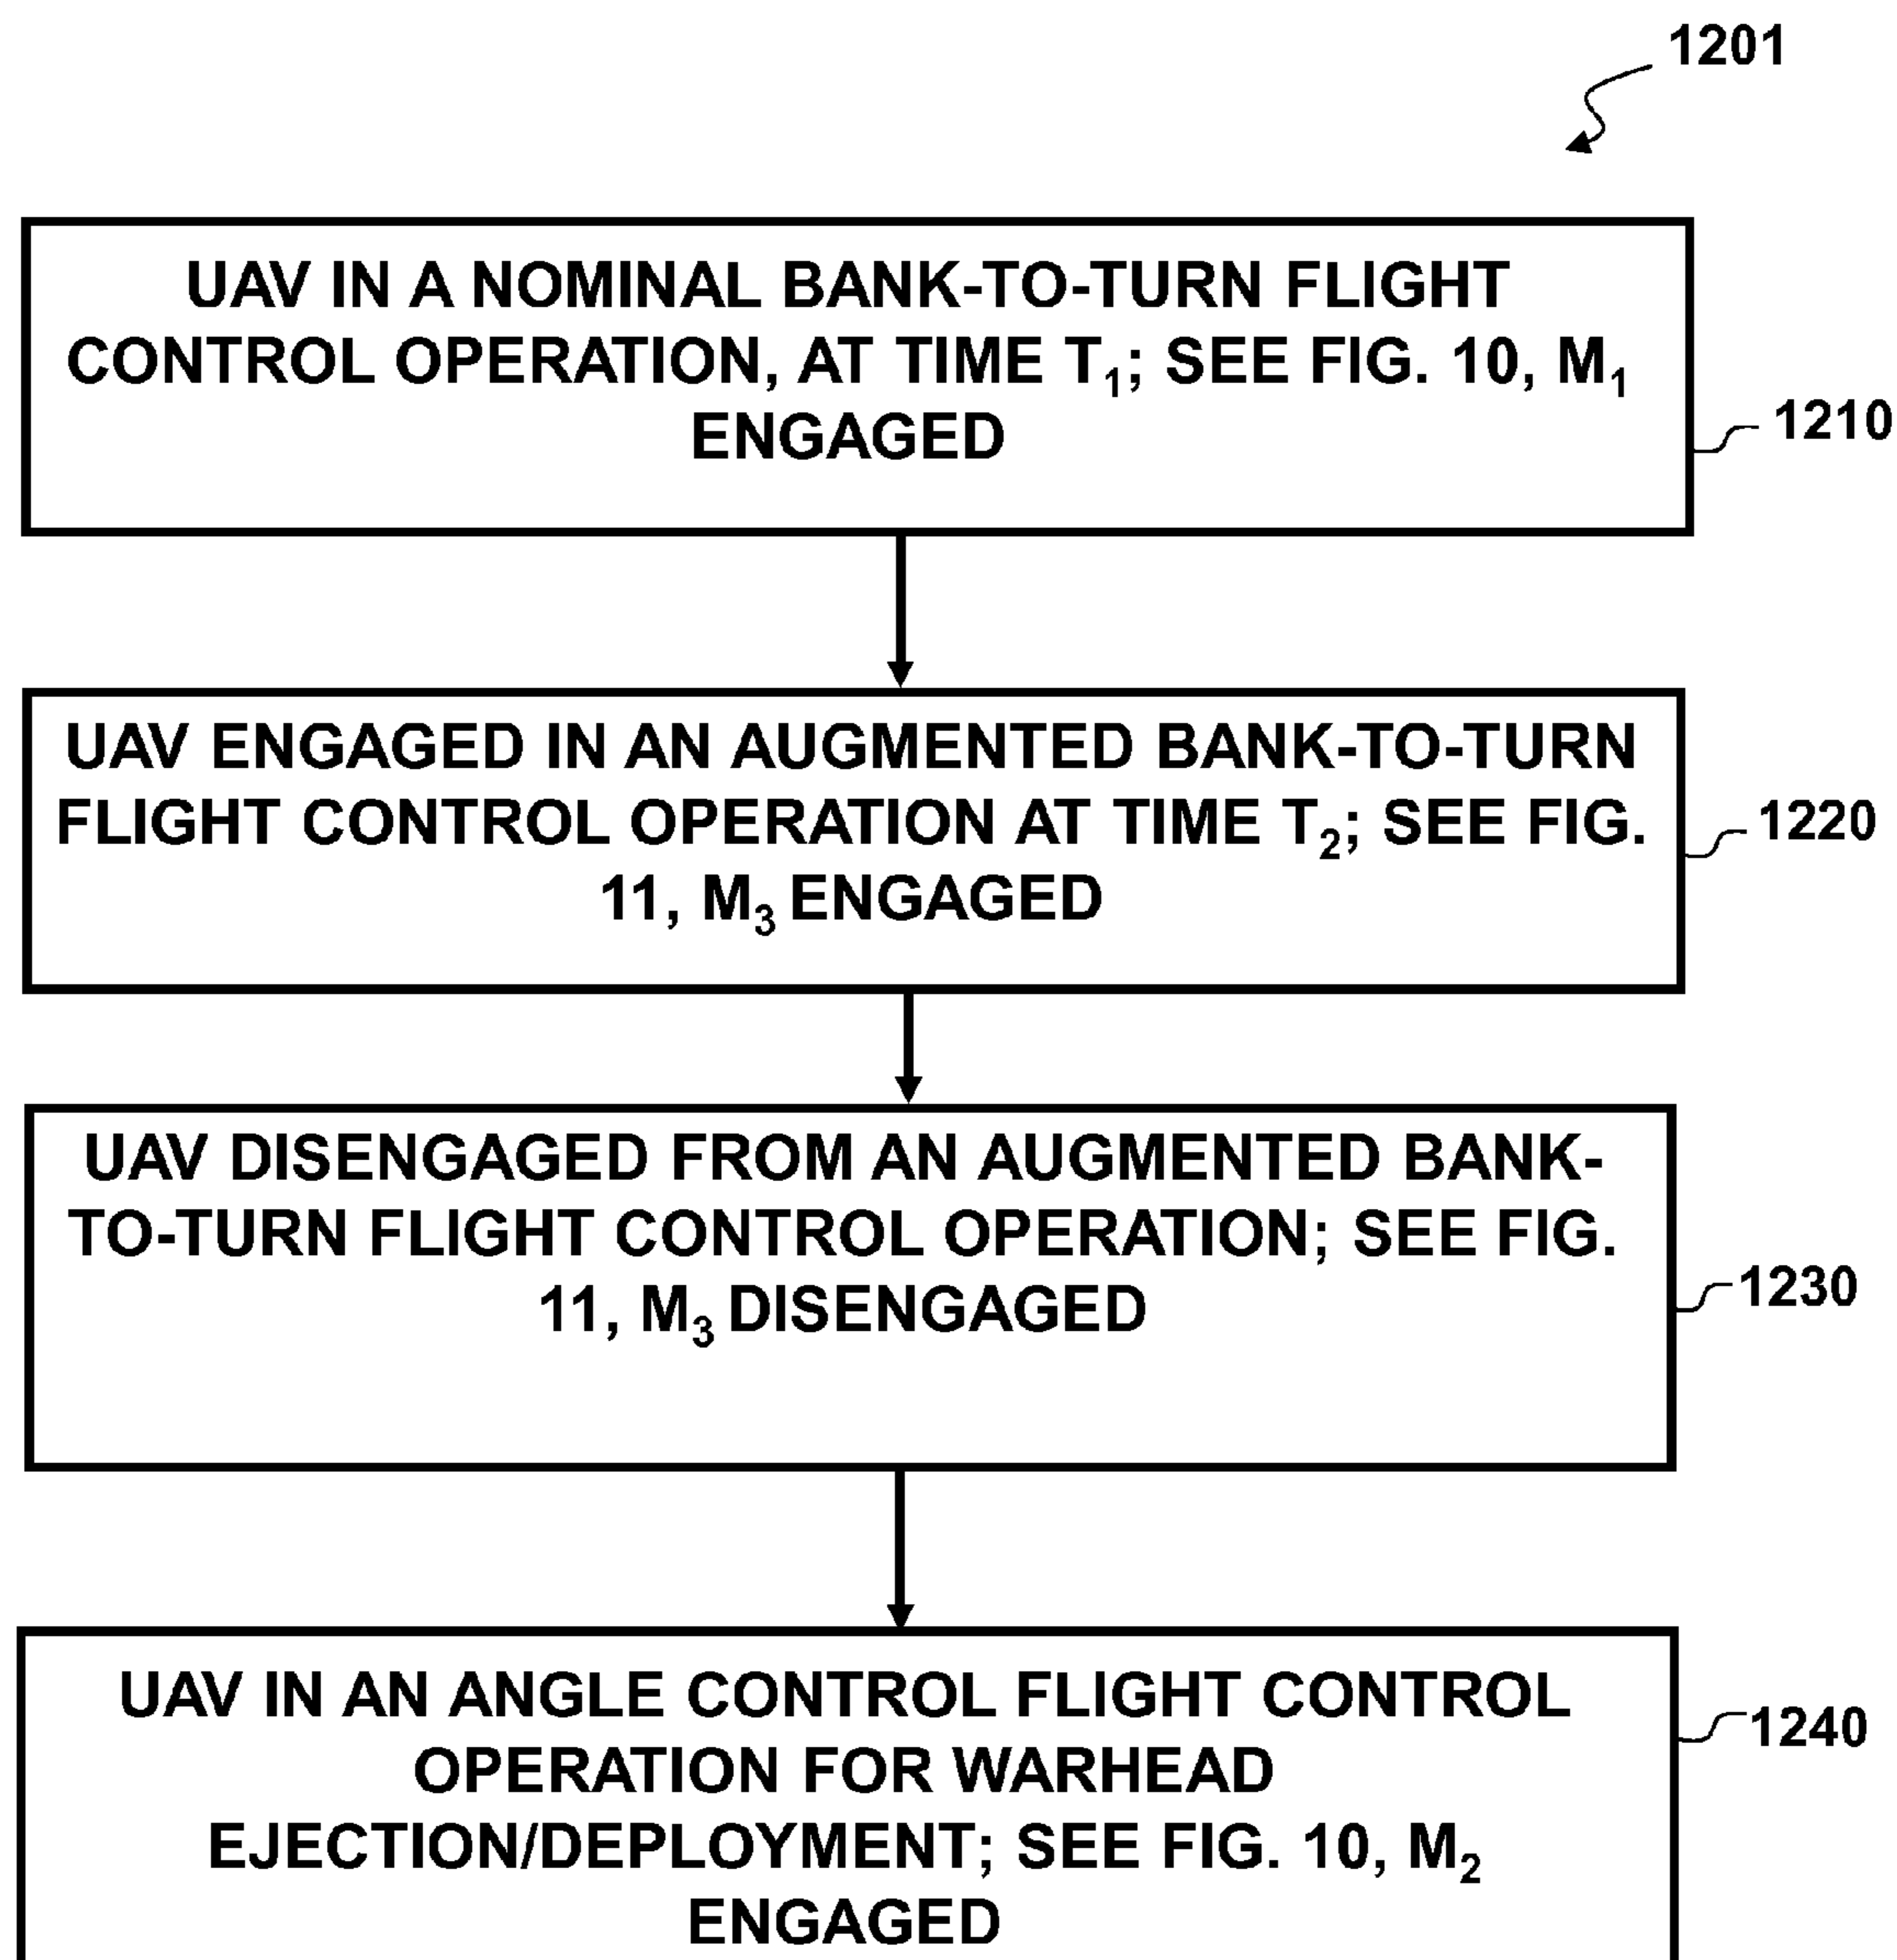 1201
UAV IN A NOMINAL BANK-TO-TURN FLIGHT
CONTROL OPERATION, AT TIME T₁; SEE FIG. 10, M₁
ENGAGED
1210
UAV ENGAGED IN AN AUGMENTED BANK-TO-TURN
FLIGHT CONTROL OPERATION AT TIME T₂; SEE FIG.
11, M₃ ENGAGED
1220
UAV DISENGAGED FROM AN AUGMENTED BANK-
TO-TURN FLIGHT CONTROL OPERATION; SEE FIG.
11, M₃ DISENGAGED
1230
UAV IN AN ANGLE CONTROL FLIGHT CONTROL
OPERATION FOR WARHEAD
EJECTION/DEPLOYMENT; SEE FIG. 10, M₂
ENGAGED
1240